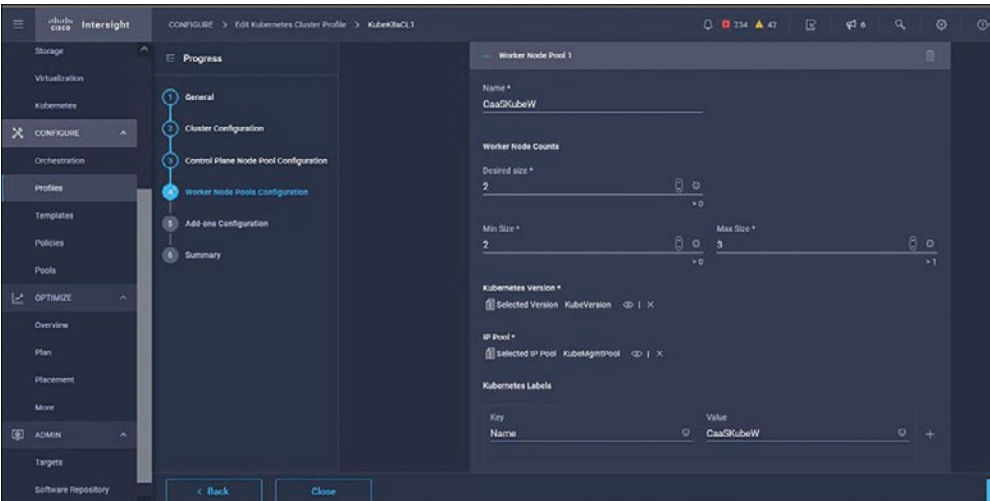 cisco Intersight
CONFIGURE > Edit Kubernetes Cluster Profile > KubeK8sCL1
234 42
6
Storage
Virtualization
Kubernetes
CONFIGURE
Orchestration
Profiles
Templates
Policies
Pools
OPTIMIZE
Overview
Plan
Placement
More
ADMIN
Targets
Software Repository
Progress
1 General
2 Cluster Configuration
3 Control Plane Node Pool Configuration
4 Worker Node Pools Configuration
5 Add-ons Configuration
6 Summary
< Back Close
— Worker Node Pool 1
Name *
CaaSKubeW
Worker Node Counts
Desired size *
2
> 0
Min Size * Max Size *
2 3
> 0 > 1
Kubernetes Version *
Selected Version KubeVersion | ×
IP Pool *
Selected IP Pool KubeMgmtPool | ×
Kubernetes Labels
Key Value
Name CaaSKubeW +